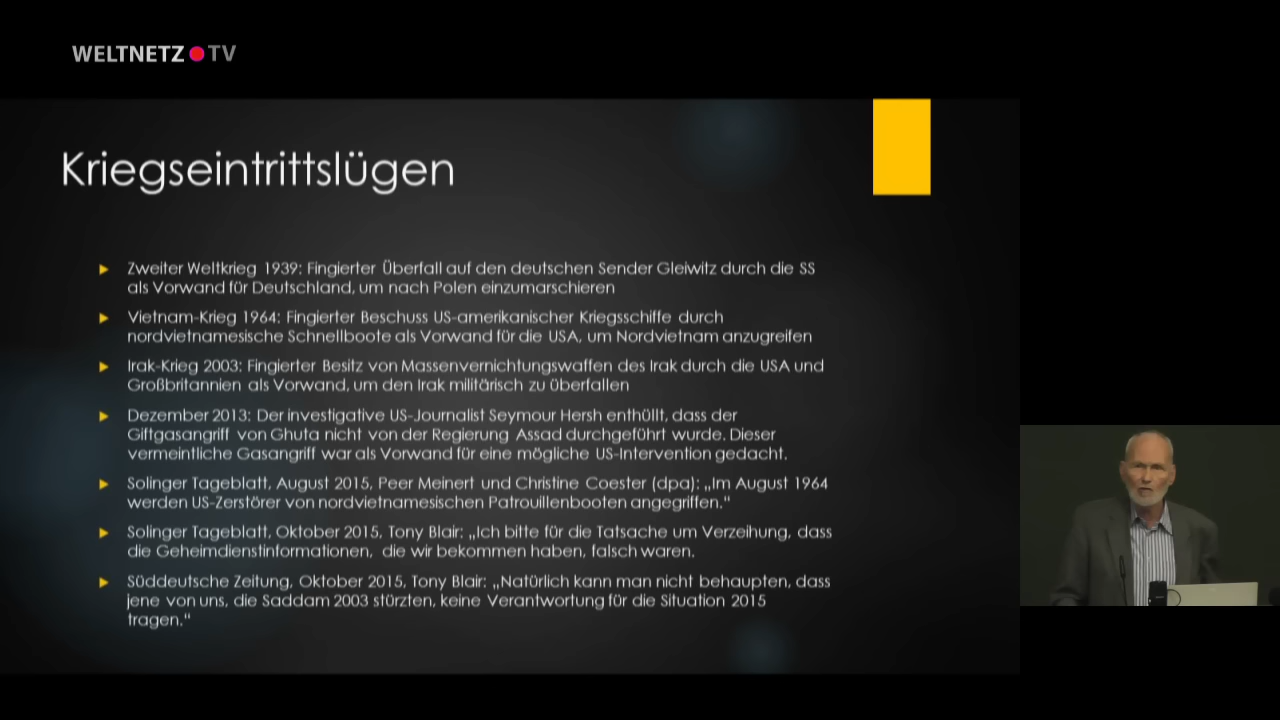 WELTNETZ TV
Kriegseintrittslügen
Zweiter Weltkrieg 1939: Fingierter Überfall auf den deutschen Sender Gleiwitz durch die SS
als Vorwand für Deutschland, um nach Polen einzumarschieren
Vietnam-Krieg 1964: Fingierter Beschuss US-amerikanischer Kriegsschiffe durch
nordvietnamesische Schnellboote als Vorwand für die USA, um Nordvietnam anzugreifen
Irak-Krieg 2003: Fingierter Besitz von Massenvernichtungswaffen des Irak durch die USA und
Großbritannien als Vorwand, um den Irak militärisch zu überfallen
Dezember 2013: Der investigative US-Journalist Seymour Hersh enthüllt, dass der
Giftgasangriff von Ghuta nicht von der Regierung Assad durchgeführt wurde. Dieser
vermeintliche Gasangriff war als Vorwand für eine mögliche US-Intervention gedacht.
Solinger Tageblatt, August 2015, Peer Meinert und Christine Coester (dpa): „Im August 1964
werden US-Zerstörer von nordvietnamesischen Patrouillenbooten angegriffen.“
Solinger Tageblatt, Oktober 2015, Tony Blair: „Ich bitte für die Tatsache um Verzeihung, dass
die Geheimdienstinformationen, die wir bekommen haben, falsch waren.
Süddeutsche Zeitung, Oktober 2015, Tony Blair: „Natürlich kann man nicht behaupten, dass
jene von uns, die Saddam 2003 stürzten, keine Verantwortung für die Situation 2015
tragen.“